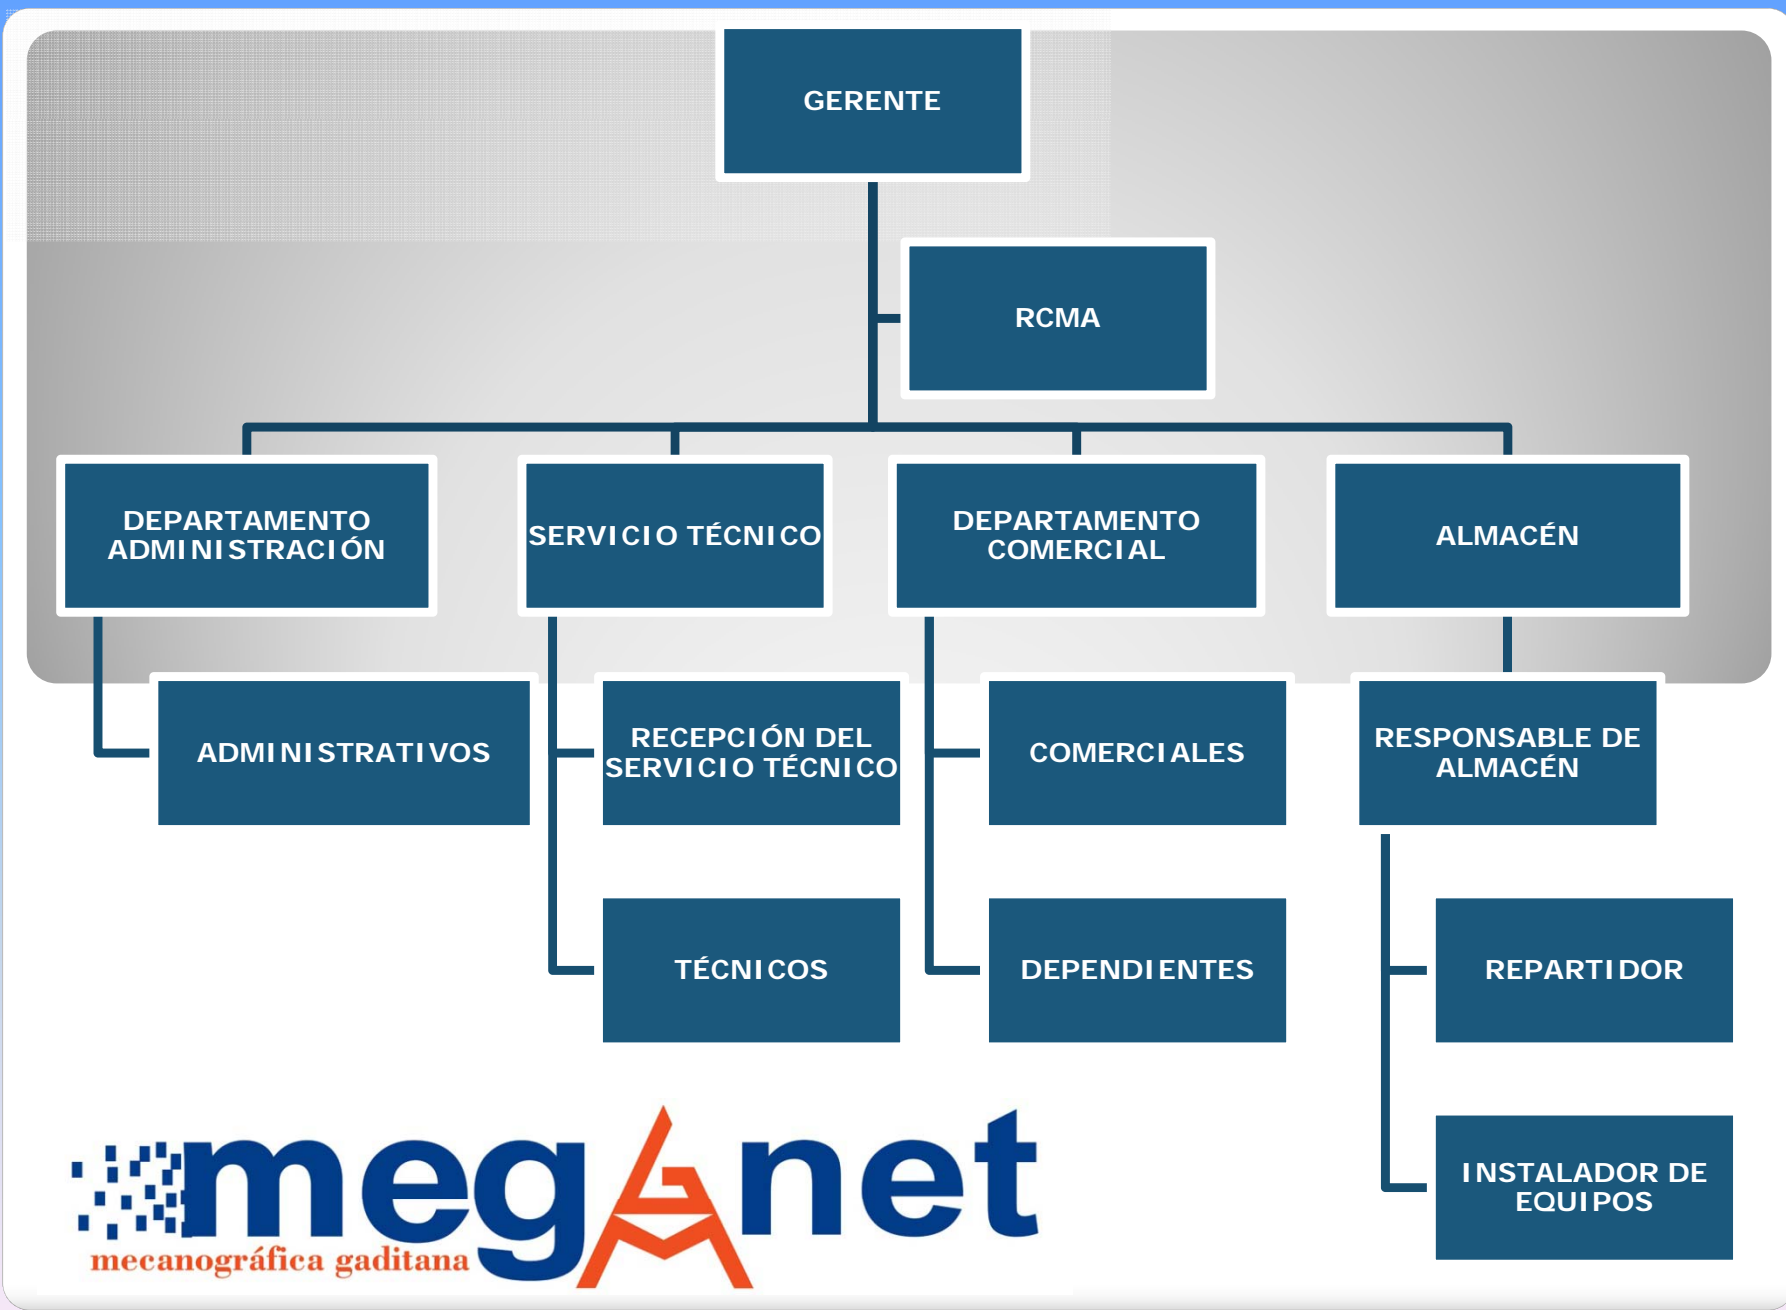 GERENTE
RCMA
DEPARTAMENTO
ADMINISTRACIÓN
SERVICIO TÉCNICO
DEPARTAMENTO
COMERCIAL
ALMACÉN
ADMINISTRATIVOS
RECEPCIÓN DEL
SERVICIO TÉCNICO
COMERCIALES
RESPONSABLE DE
ALMACÉN
TÉCNICOS
DEPENDIENTES
REPARTIDOR
INSTALADOR DE
EQUIPOS
megAnet
mecanográfica gaditana